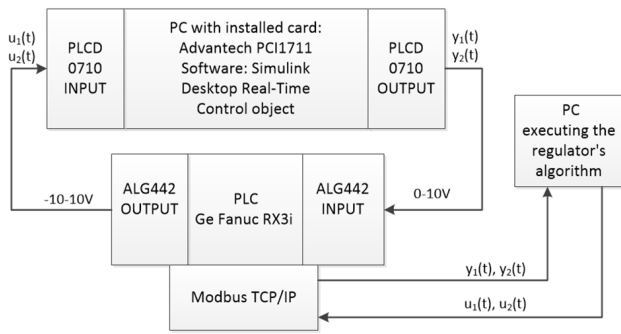 u₁(t)
u₂(t)
PLCD
0710
INPUT
PC with installed card:
Advantech PCI1711
Software: Simulink
Desktop Real-Time
Control object
PLCD
0710
OUTPUT
y₁(t)
y₂(t)
PC
executing the
regulator's
algorithm
-10-10V
ALG442
OUTPUT
PLC
Ge Fanuc RX3i
ALG442
INPUT
0-10V
Modbus TCP/IP
y₁(t), y₂(t)
u₁(t), u₂(t)